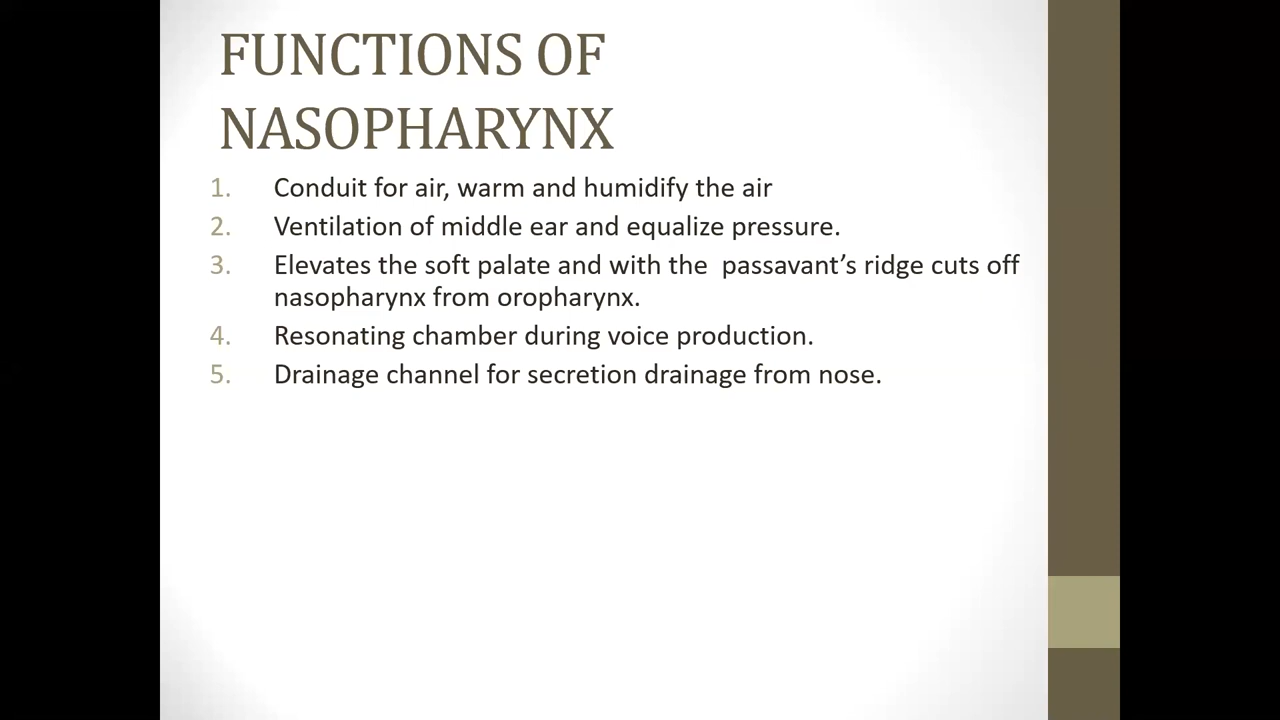 FUNCTIONS OF
NASOPHARYNX
1. Conduit for air, warm and humidify the air
2. Ventilation of middle ear and equalize pressure.
3. Elevates the soft palate and with the  passavant’s ridge cuts off
nasopharynx from oropharynx.
4. Resonating chamber during voice production.
5. Drainage channel for secretion drainage from nose.